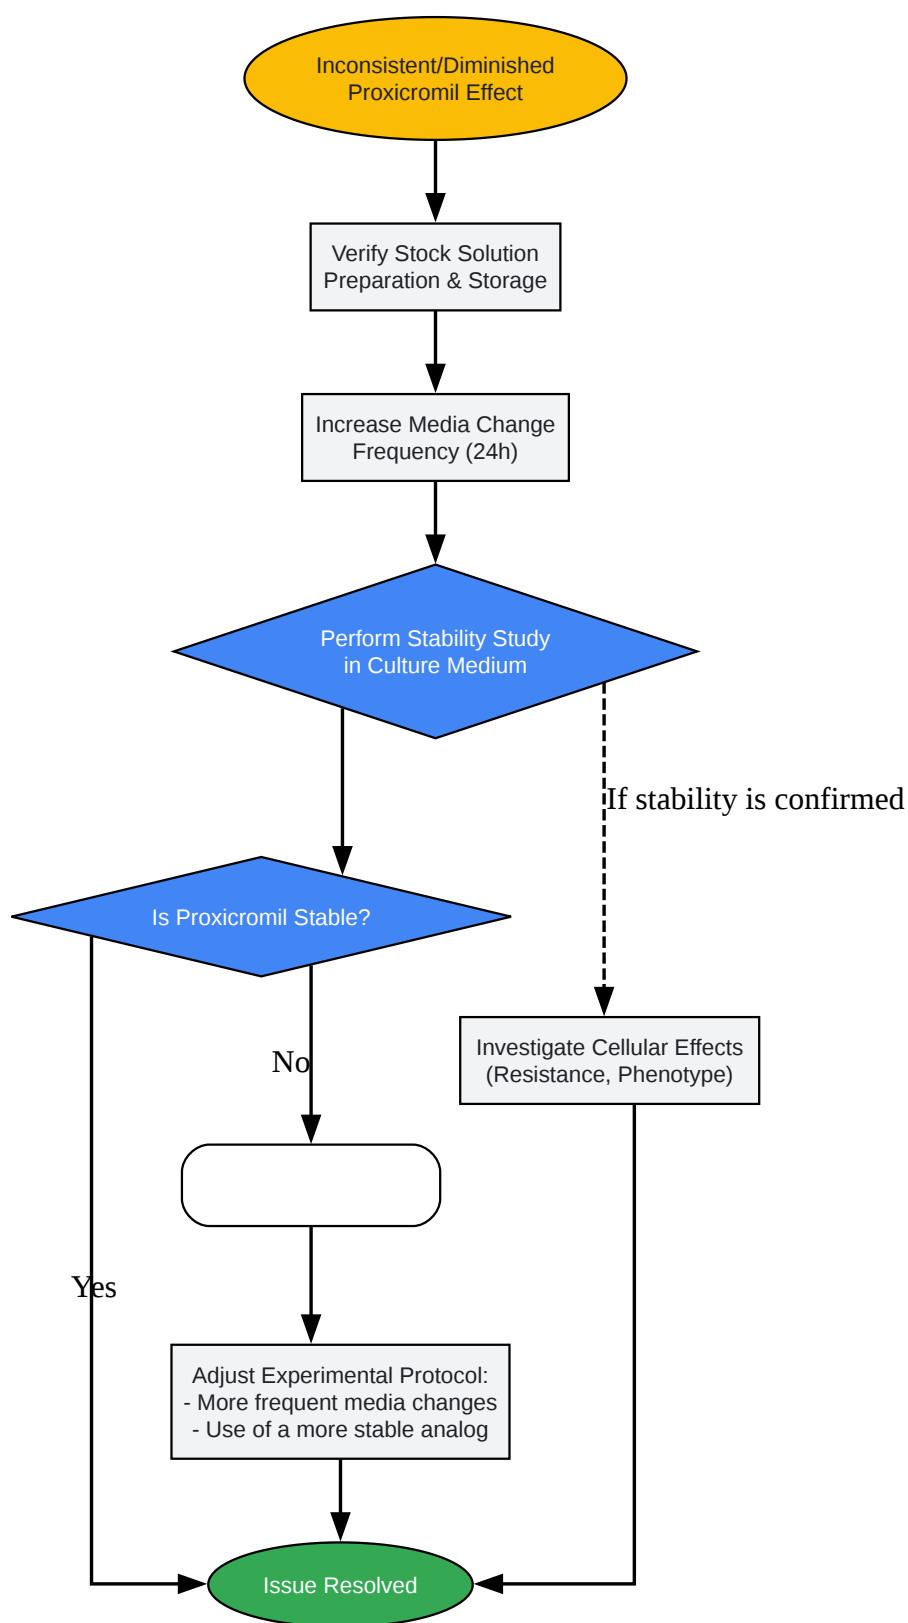 Inconsistent/Diminished
Proxicromil Effect
Verify Stock Solution
Preparation & Storage
Increase Media Change
Frequency (24h)
Perform Stability Study
in Culture Medium
If stability is confirmed
Is Proxicromil Stable?
Investigate Cellular Effects
(Resistance, Phenotype)
No
Yes
Adjust Experimental Protocol:
- More frequent media changes
- Use of a more stable analog
Issue Resolved